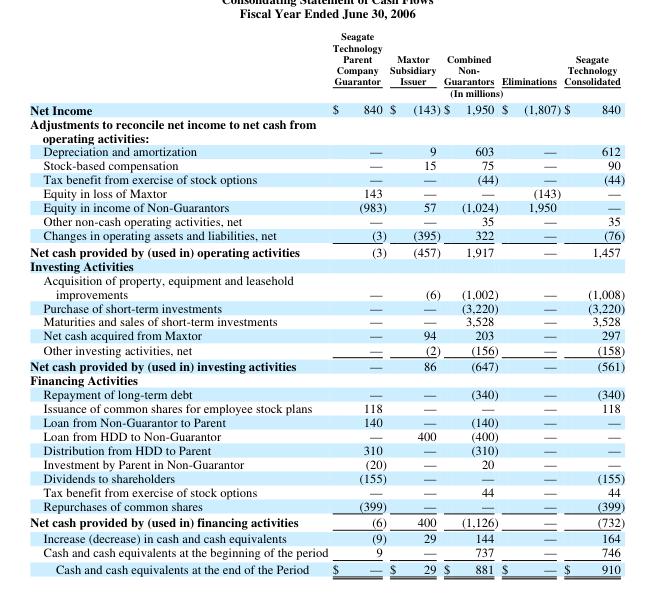 Consolidating Statement of Cash Flows
Fiscal Year Ended June 30, 2006
Seagate
Technology
Parent Maxtor Combined Seagate
Company Subsidiary Non- Technology
Guarantor Issuer Guarantors Eliminations Consolidated
(In millions)
Net Income $ 840 $ (143) $ 1,950 $ (1,807) $ 840
Adjustments to reconcile net income to net cash from
operating activities:
Depreciation and amortization — 9 603 — 612
Stock-based compensation — 15 75 — 90
Tax benefit from exercise of stock options — — (44) — (44)
Equity in loss of Maxtor 143 — — (143) —
Equity in income of Non-Guarantors (983) 57 (1,024) 1,950 —
Other non-cash operating activities, net — — 35 — 35
Changes in operating assets and liabilities, net (3) (395) 322 — (76)
Net cash provided by (used in) operating activities (3) (457) 1,917 — 1,457
Investing Activities
Acquisition of property, equipment and leasehold
improvements — (6) (1,002) — (1,008)
Purchase of short-term investments — — (3,220) — (3,220)
Maturities and sales of short-term investments — — 3,528 — 3,528
Net cash acquired from Maxtor — 94 203 — 297
Other investing activities, net — (2) (156) — (158)
Net cash provided by (used in) investing activities — 86 (647) — (561)
Financing Activities
Repayment of long-term debt — — (340) — (340)
Issuance of common shares for employee stock plans 118 — — — 118
Loan from Non-Guarantor to Parent 140 — (140) — —
Loan from HDD to Non-Guarantor — 400 (400) — —
Distribution from HDD to Parent 310 — (310) — —
Investment by Parent in Non-Guarantor (20) — 20 — —
Dividends to shareholders (155) — — — (155)
Tax benefit from exercise of stock options — — 44 — 44
Repurchases of common shares (399) — — — (399)
Net cash provided by (used in) financing activities (6) 400 (1,126) — (732)
Increase (decrease) in cash and cash equivalents (9) 29 144 — 164
Cash and cash equivalents at the beginning of the period 9 — 737 — 746
Cash and cash equivalents at the end of the Period $ — $ 29 $ 881 $ — $ 910